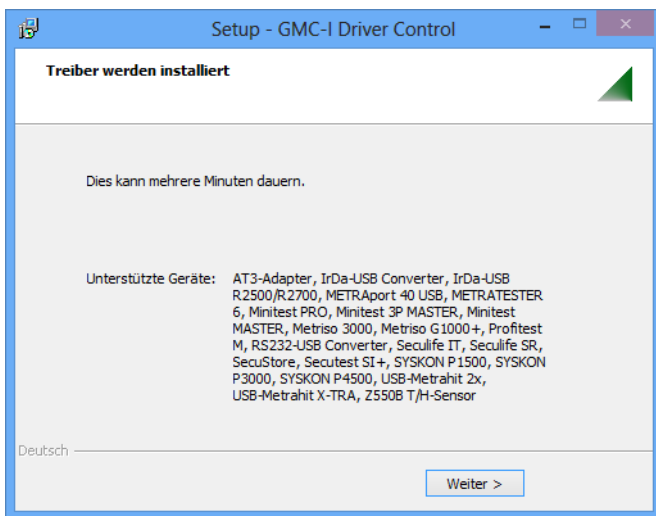 Setup - GMC-I Driver Control
Treiber werden installiert
Dies kann mehrere Minuten dauern.
Unterstützte Geräte: AT3-Adapter, IrDa-USB Converter, IrDa-USB
R2500/R2700, METRAport 40 USB, METRATESTER
6, Minitest PRO, Minitest 3P MASTER, Minitest
MASTER, Metriso 3000, Metriso G1000+, Profitest
M, RS232-USB Converter, Seculife IT, Seculife SR,
SecuStore, Secutest SI+, SYSKON P1500, SYSKON
P3000, SYSKON P4500, USB-Metrahit 2x,
USB-Metrahit X-TRA, Z550B T/H-Sensor
Deutsch
Weiter >